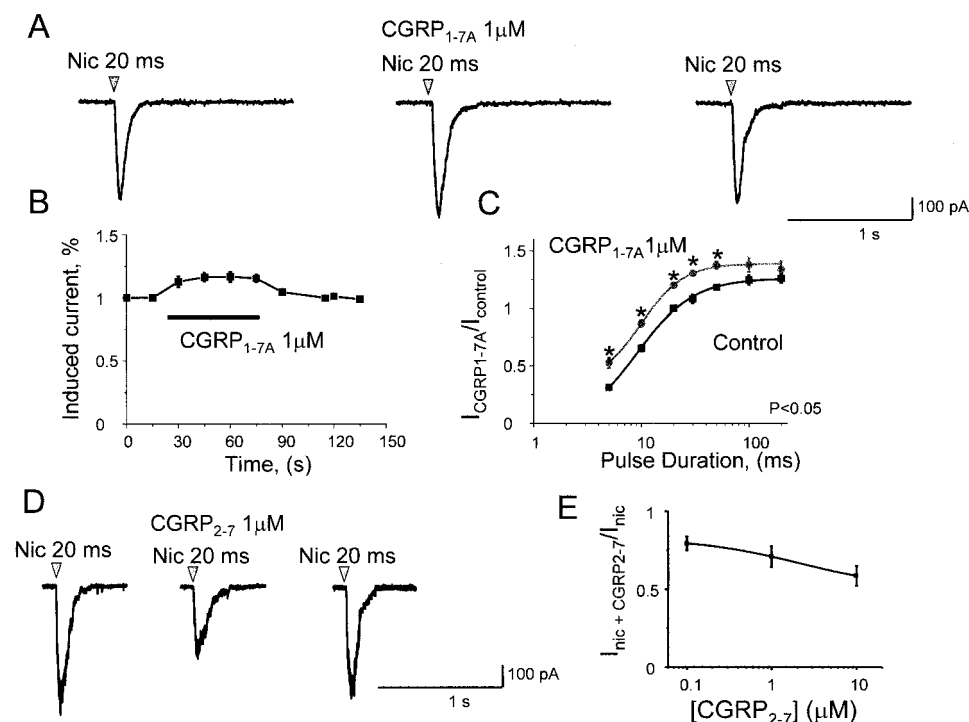 A
CGRP1-7A 1µM
Nic 20 ms
Nic 20 ms
Nic 20 ms
100 pA
1 s
B
Induced current, %
1.5
1
0.5
0
CGRP1-7A 1µM
0 30 60 90 120 150
Time, (s)
C
CGRP1-7A 1µM
ICGRP1-7A/Icontrol
1.5
1
0.5
0
* * * * *
Control
P<0.05
1 10 100
Pulse Duration, (ms)
D
CGRP2-7 1µM
Nic 20 ms
Nic 20 ms
Nic 20 ms
100 pA
1 s
E
Inic + CGRP2-7/Inic
1
0.5
0
0.1 1 10
[CGRP2-7] (µM)